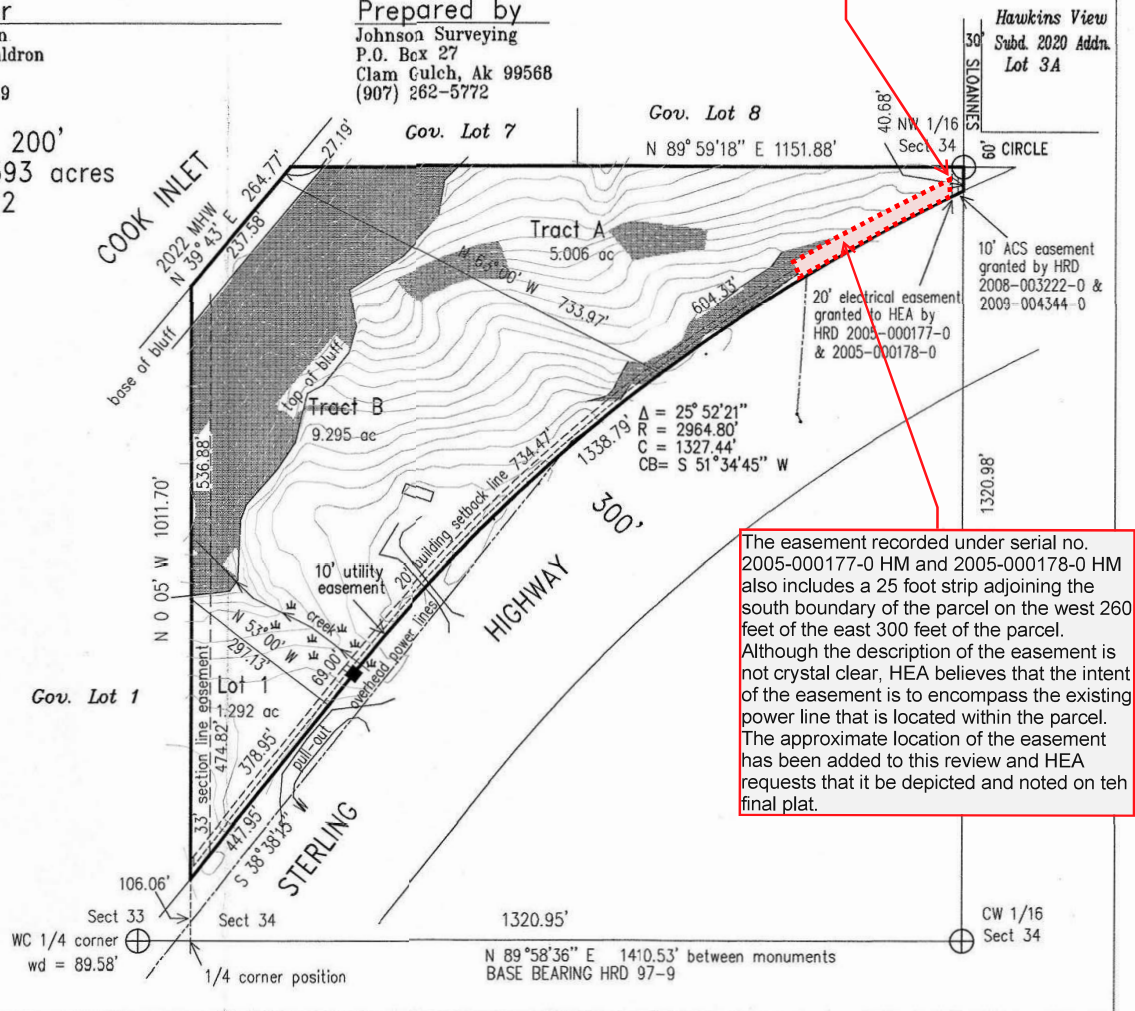 r
Prepared by
n
ldron
9
Johnson Surveying
P.O. Box 27
Clam Gulch, Ak 99568
(907) 262-5772
200'
593 acres
2
Hawkins View
Subd. 2020 Addn.
Lot 3A
30'
SLOANNES
60' CIRCLE
40.68'
NW 1/16
Sect 34
Gov. Lot 7
Gov. Lot 8
N 89°59'18" E 1151.88'
27.19'
264.77'
COOK INLET
2022 MHW
N 39°43' E
237.58'
base of bluff
top of bluff
Tract A
5.006 ac
N 65°00' W 733.97'
604.33'
10' ACS easement
granted by HRD
2008-003222-0 &
2009-004344-0
20' electrical easement
granted to HEA by
HRD 2005-000177-0
& 2005-000178-0
Tract B
9.295 ac
Δ = 25°52'21"
R = 2964.80'
C = 1327.44'
CB= S 51°34'45" W
1338.79'
734.47'
20' building setback line
536.88'
N 0°05' W 1011.70'
1320.98'
300'
HIGHWAY
STERLING
10' utility
easement
creek
overhead power lines
N 53°00' W
297.13'
69.00'
Gov. Lot 1
Lot 1
1.292 ac
33' section line easement
474.82'
378.95'
pull-out
447.95'
S 38°38'15" W
The easement recorded under serial no.
2005-000177-0 HM and 2005-000178-0 HM
also includes a 25 foot strip adjoining the
south boundary of the parcel on the west 260
feet of the east 300 feet of the parcel.
Although the description of the easement is
not crystal clear, HEA believes that the intent
of the easement is to encompass the existing
power line that is located within the parcel.
The approximate location of the easement
has been added to this review and HEA
requests that it be depicted and noted on teh
final plat.
106.06'
Sect 33
Sect 34
WC 1/4 corner
wd = 89.58'
1/4 corner position
1320.95'
CW 1/16
Sect 34
N 89°58'36" E 1410.53' between monuments
BASE BEARING HRD 97-9